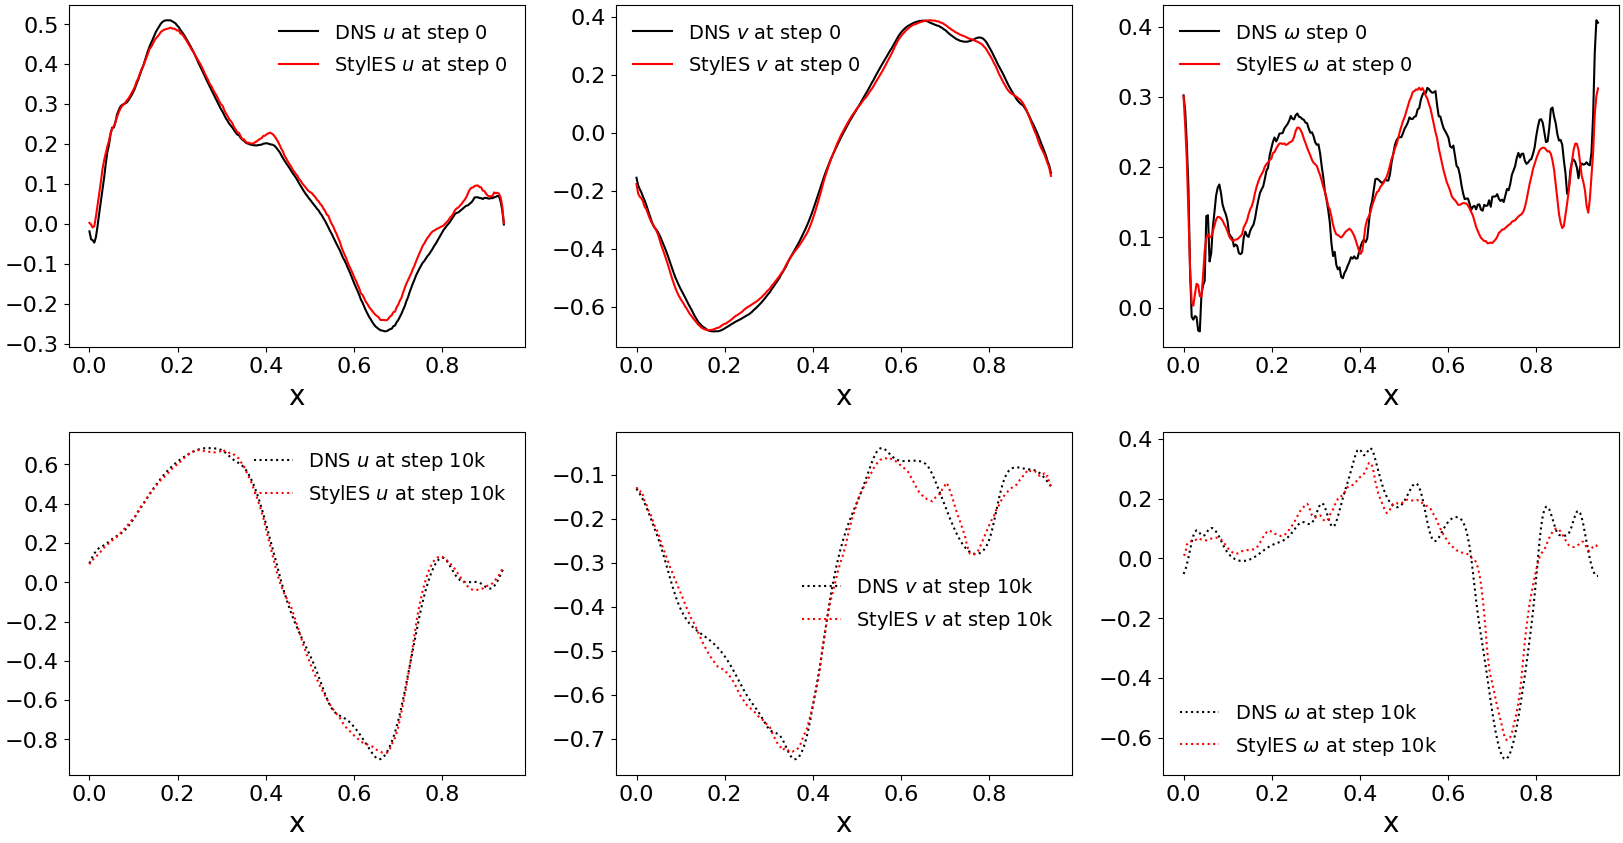 0.5
0.4
0.3
0.2
0.1
0.0
−0.1
−0.2
−0.3
DNS u at step 0
StylES u at step 0
0.0 0.2 0.4 0.6 0.8
x
0.4
0.2
0.0
−0.2
−0.4
−0.6
DNS v at step 0
StylES v at step 0
0.0 0.2 0.4 0.6 0.8
x
0.4
0.3
0.2
0.1
0.0
DNS ω step 0
StylES ω at step 0
0.0 0.2 0.4 0.6 0.8
x
0.6
0.4
0.2
0.0
−0.2
−0.4
−0.6
−0.8
DNS u at step 10k
StylES u at step 10k
0.0 0.2 0.4 0.6 0.8
x
−0.1
−0.2
−0.3
−0.4
−0.5
−0.6
−0.7
DNS v at step 10k
StylES v at step 10k
0.0 0.2 0.4 0.6 0.8
x
0.4
0.2
0.0
−0.2
−0.4
−0.6
DNS ω at step 10k
StylES ω at step 10k
0.0 0.2 0.4 0.6 0.8
x